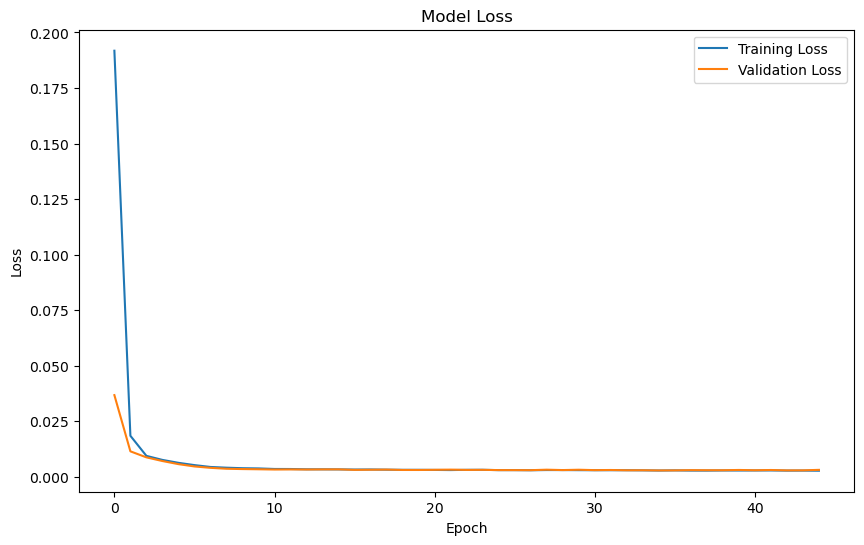 Model Loss
Training Loss
Validation Loss
0.200
0.175
0.150
0.125
0.100
0.075
0.050
0.025
0.000
Loss
0 10 20 30 40
Epoch